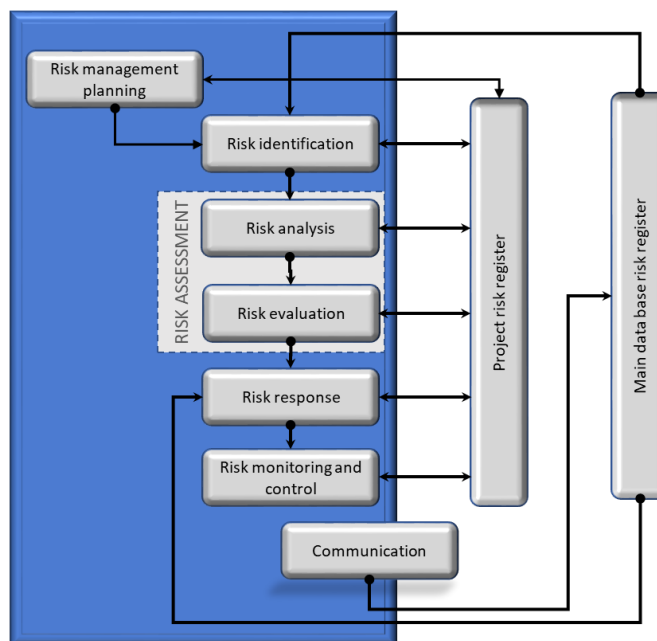 Risk management
planning
Risk identification
RISK ASSESSMENT
Risk analysis
Risk evaluation
Risk response
Risk monitoring and
control
Communication
Project risk register
Main data base risk register